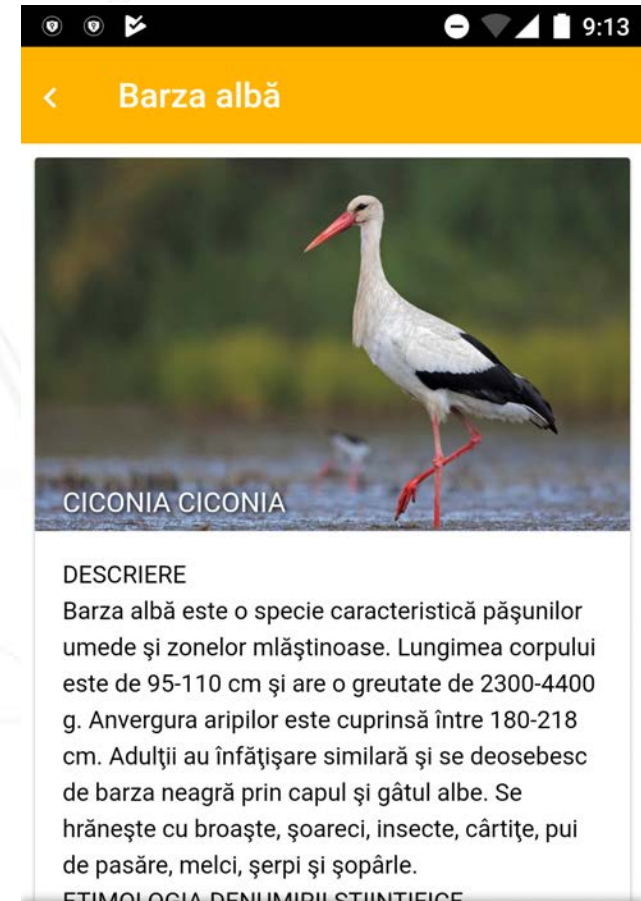 9:13
Barza albă
CICONIA CICONIA
DESCRIERE
Barza albă este o specie caracteristică păşunilor
umede şi zonelor mlăştinoase. Lungimea corpului
este de 95-110 cm şi are o greutate de 2300-4400
g. Anvergura aripilor este cuprinsă între 180-218
cm. Adulţii au înfăţişare similară şi se deosebesc
de barza neagră prin capul şi gâtul albe. Se
hrăneşte cu broaşte, şoareci, insecte, cârtiţe, pui
de pasăre, melci, şerpi şi şopârle.
ETIMOLOGIA DENUMIRII ŞTIINŢIFICE